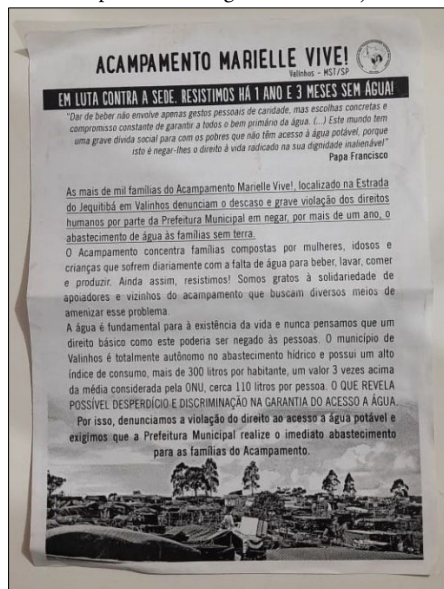 ACAMPAMENTO MARIELLE VIVE!
Valinhos - MST/SP
EM LUTA CONTRA A SEDE. RESISTIMOS HÁ 1 ANO E 3 MESES SEM ÁGUA!
"Dar de beber não envolve apenas gestos pessoais de caridade, mas escolhas concretas e
compromisso constante de garantir a todos o bem primário da água. (...) Este mundo tem
uma grave dívida social para com os pobres que não têm acesso à água potável, porque
isto é negar-lhes o direito à vida radicado na sua dignidade inalienável"
Papa Francisco
As mais de mil famílias do Acampamento Marielle Vive!, localizado na Estrada
do Jequitibá em Valinhos denunciam o descaso e grave violação dos direitos
humanos por parte da Prefeitura Municipal em negar, por mais de um ano, o
abastecimento de água às famílias sem terra.
O Acampamento concentra famílias compostas por mulheres, idosos e
crianças que sofrem diariamente com a falta de água para beber, lavar, comer
e produzir. Ainda assim, resistimos! Somos gratos à solidariedade de
apoiadores e vizinhos do acampamento que buscam diversos meios de
amenizar esse problema.
A água é fundamental para à existência da vida e nunca pensamos que um
direito básico como este poderia ser negado às pessoas. O município de
Valinhos é totalmente autônomo no abastecimento hídrico e possui um alto
índice de consumo, mais de 300 litros por habitante, um valor 3 vezes acima
da média considerada pela ONU, cerca 110 litros por pessoa. O QUE REVELA
POSSÍVEL DESPERDÍCIO E DISCRIMINAÇÃO NA GARANTIA DO ACESSO A ÁGUA.
Por isso, denunciamos a violação do direito ao acesso a água potável e
exigimos que a Prefeitura Municipal realize o imediato abastecimento
para as famílias do Acampamento.